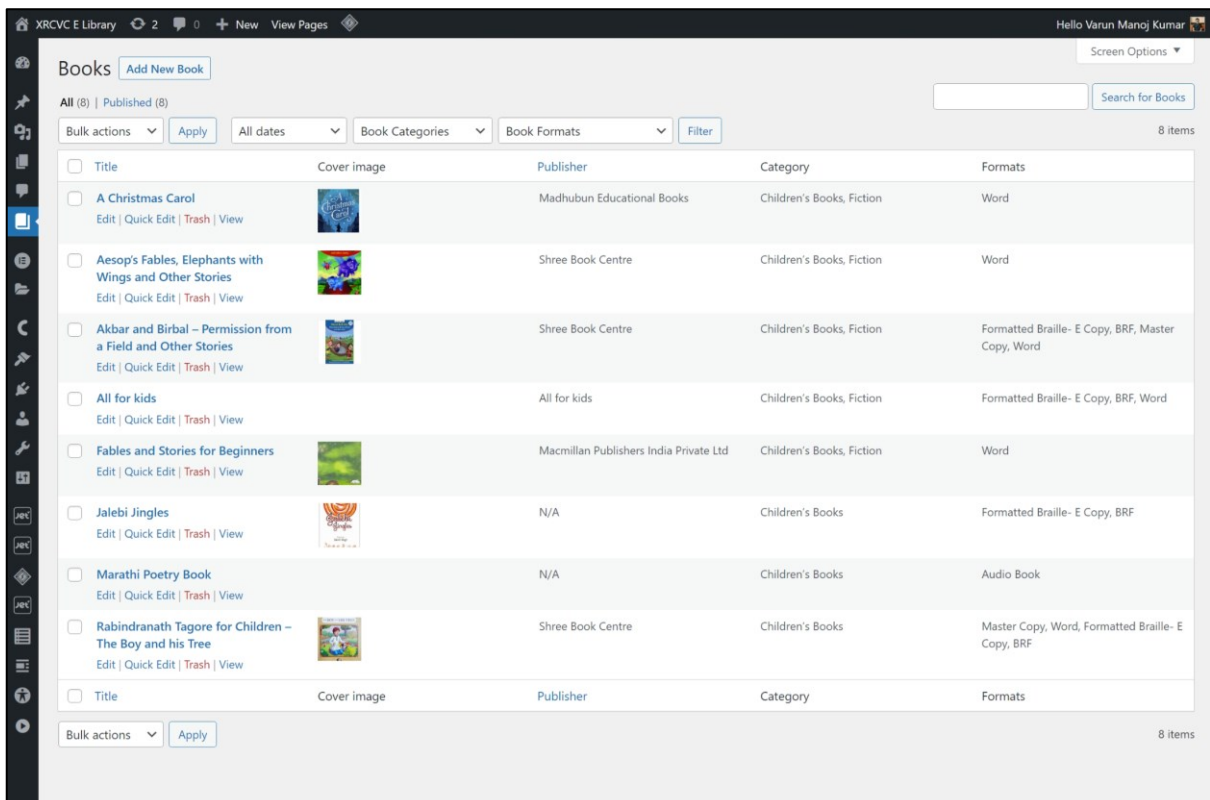 XRCVC E Library 2 0 New View Pages Hello Varun Manoj Kumar
Screen Options
Books Add New Book
All (8) | Published (8)
Search for Books
Bulk actions Apply All dates Book Categories Book Formats Filter 8 items
Title Cover image Publisher Category Formats
A Christmas Carol Madhubun Educational Books Children's Books, Fiction Word
Edit | Quick Edit | Trash | View
Aesop's Fables, Elephants with Shree Book Centre Children's Books, Fiction Word
Wings and Other Stories
Edit | Quick Edit | Trash | View
Akbar and Birbal – Permission from Shree Book Centre Children's Books, Fiction Formatted Braille- E Copy, BRF, Master
a Field and Other Stories Copy, Word
Edit | Quick Edit | Trash | View
All for kids All for kids Children's Books, Fiction Formatted Braille- E Copy, BRF, Word
Edit | Quick Edit | Trash | View
Fables and Stories for Beginners Macmillan Publishers India Private Ltd Children's Books, Fiction Word
Edit | Quick Edit | Trash | View
Jalebi Jingles N/A Children's Books Formatted Braille- E Copy, BRF
Edit | Quick Edit | Trash | View
Marathi Poetry Book N/A Children's Books Audio Book
Edit | Quick Edit | Trash | View
Rabindranath Tagore for Children – Shree Book Centre Children's Books Master Copy, Word, Formatted Braille- E
The Boy and his Tree Copy, BRF
Edit | Quick Edit | Trash | View
Title Cover image Publisher Category Formats
Bulk actions Apply 8 items